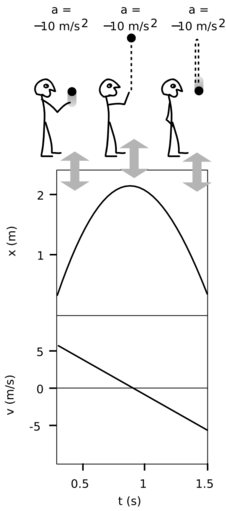 a = a = a =
−10 m/s2 −10 m/s2 −10 m/s2
2
x (m)
1
5
v (m/s)
0
-5
0.5 1 1.5
t (s)